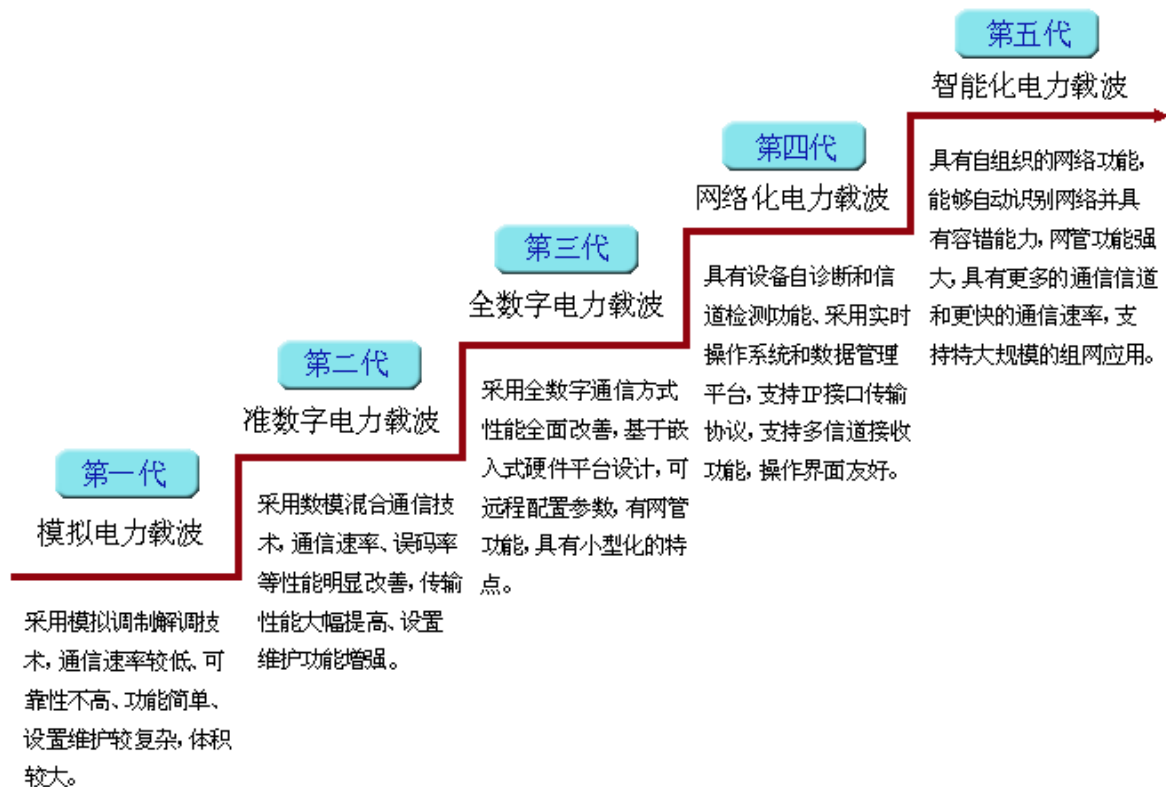 第一代
模拟电力载波
采用模拟调制解调技
术,通信速率较低、可
靠性不高、功能简单、
设置维护较复杂,体积
较大。
第二代
准数字电力载波
采用数模混合通信技
术,通信速率、误码率
等性能明显改善,传输
性能大幅提高、设置
维护功能增强。
第三代
全数字电力载波
采用全数字通信方式
性能全面改善,基于嵌
入式硬件平台设计,可
远程配置参数,有网管
功能,具有小型化的特
点。
第四代
网络化电力载波
具有设备自诊断和信
道检测功能、采用实时
操作系统和数据管理
平台,支持IP接口传输
协议,支持多信道接收
功能,操作界面友好。
第五代
智能化电力载波
具有自组织的网络功能,
能够自动识别网络并具
有容错能力,网管功能强
大,具有更多的通信信道
和更快的通信速率,支
持特大规模的组网应用。